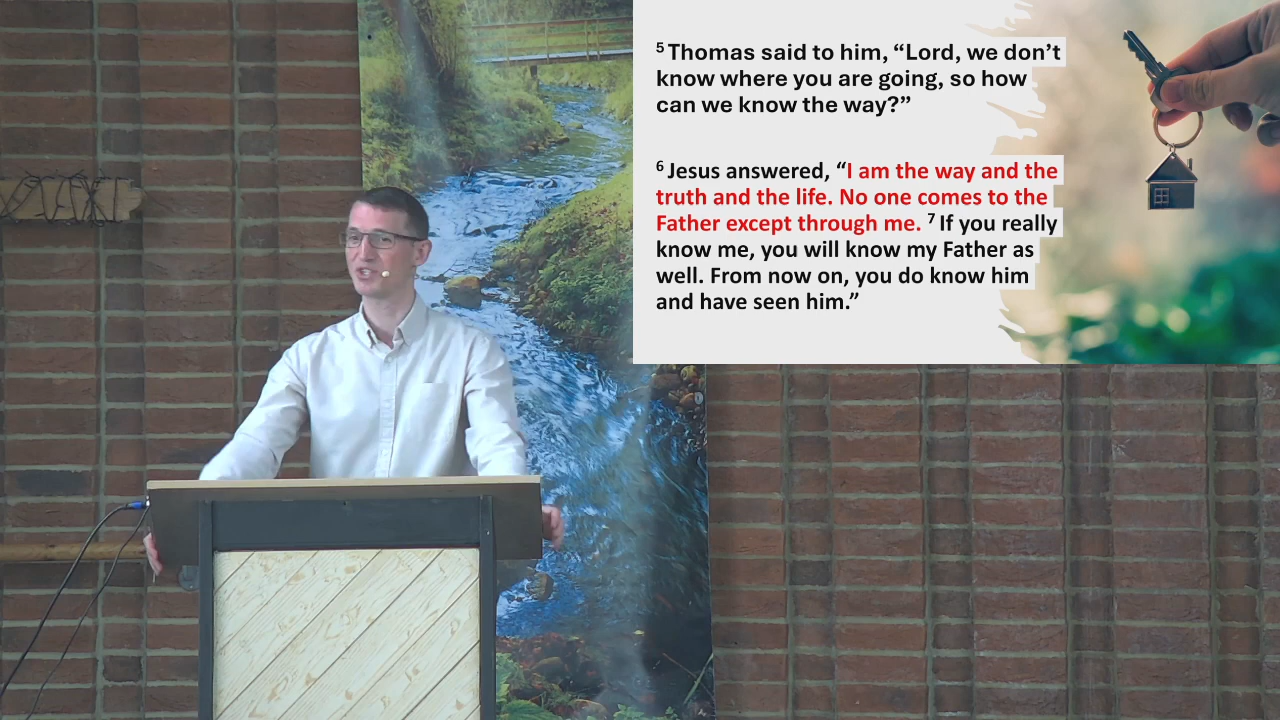 5 Thomas said to him, “Lord, we don’t
know where you are going, so how
can we know the way?”
6 Jesus answered, “I am the way and the
truth and the life. No one comes to the
Father except through me. 7 If you really
know me, you will know my Father as
well. From now on, you do know him
and have seen him.”